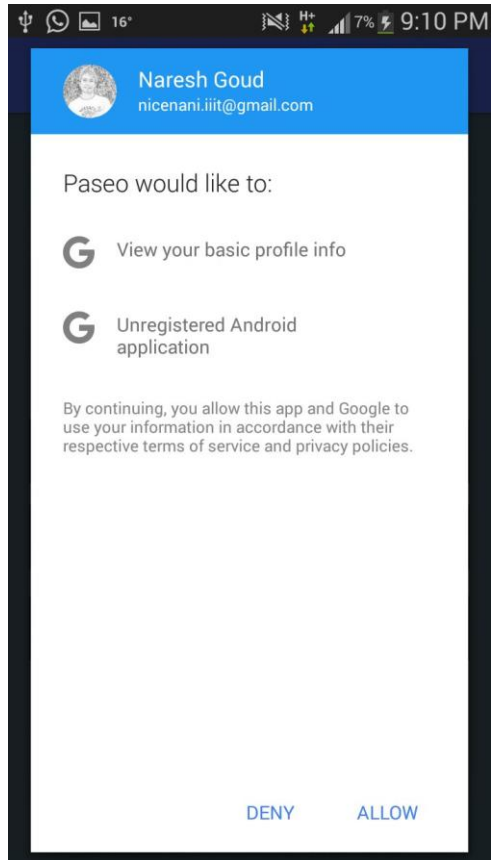 16° H+ 7% 9:10 PM
Naresh Goud
nicenani.iiit@gmail.com
Paseo would like to:
G View your basic profile info
G Unregistered Android
application
By continuing, you allow this app and Google to
use your information in accordance with their
respective terms of service and privacy policies.
DENY ALLOW